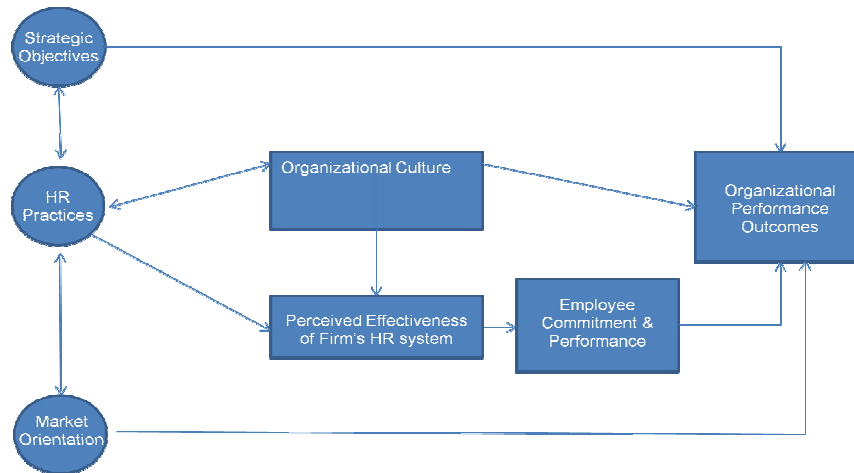 Strategic
Objectives
HR
Practices
Organizational Culture
Organizational
Performance
Outcomes
Perceived Effectiveness
of Firm's HR system
Employee
Commitment &
Performance
Market
Orientation